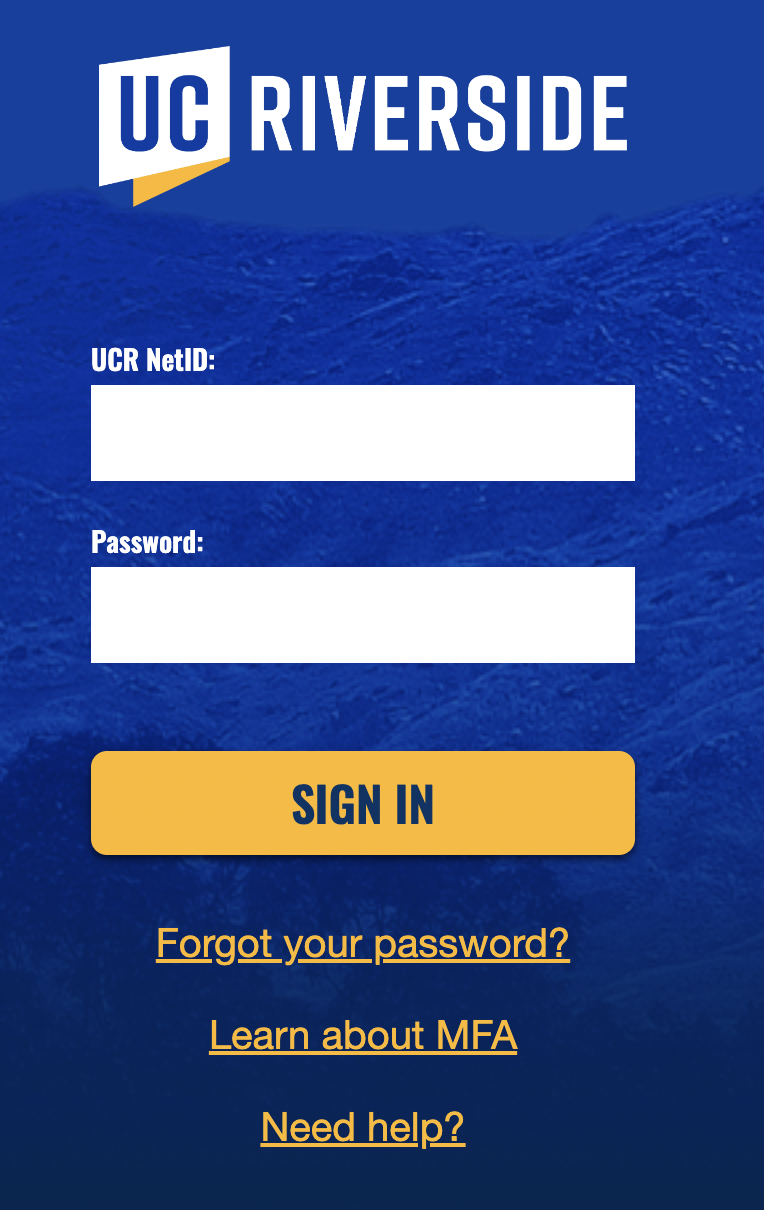 UC RIVERSIDE
UCR NetID:
Password:
SIGN IN
Forgot your password?
Learn about MFA
Need help?